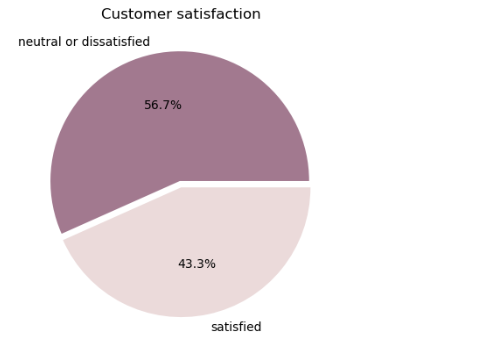 Customer satisfaction
neutral or dissatisfied
56.7%
43.3%
satisfied